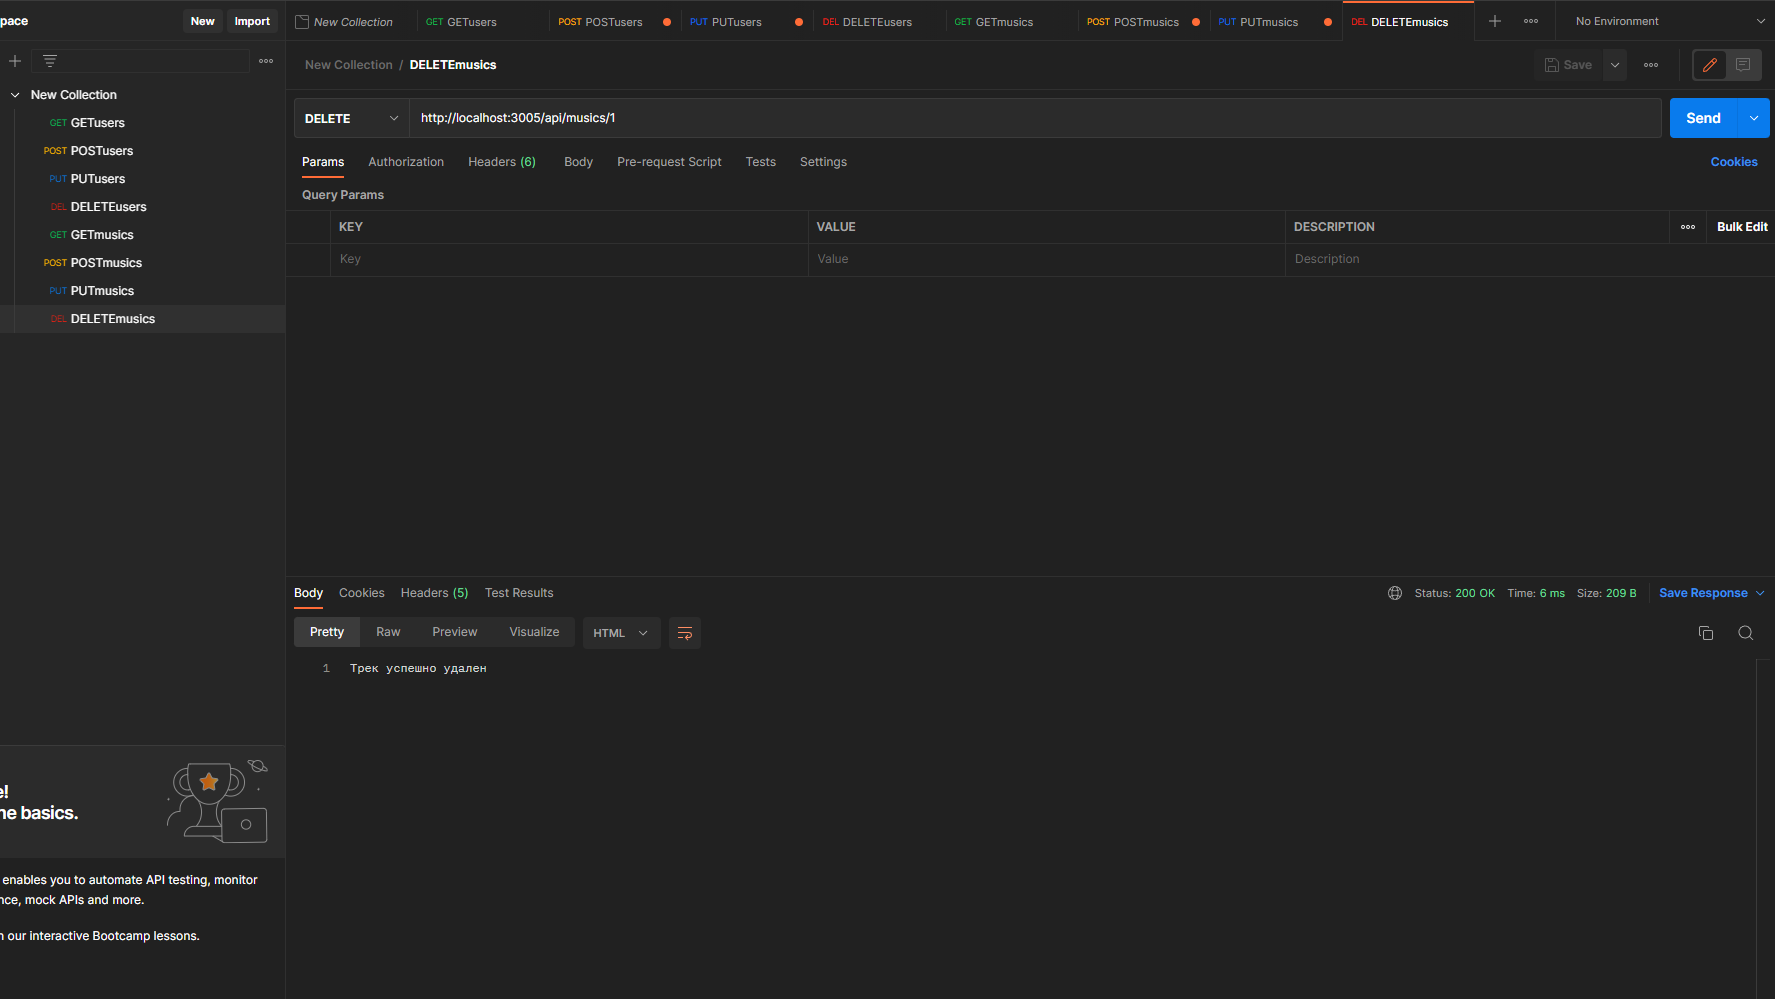 pace New Import
New Collection GET GETusers POST POSTusers PUT PUTusers DEL DELETEusers GET GETmusics POST POSTmusics PUT PUTmusics DEL DELETEmusics No Environment
New Collection / DELETEmusics Save
New Collection
GET GETusers
POST POSTusers
PUT PUTusers
DEL DELETEusers
GET GETmusics
POST POSTmusics
PUT PUTmusics
DEL DELETEmusics
DELETE http://localhost:3005/api/musics/1 Send
Params Authorization Headers (6) Body Pre-request Script Tests Settings Cookies
Query Params
KEY VALUE DESCRIPTION Bulk Edit
Key Value Description
Body Cookies Headers (5) Test Results Status: 200 OK Time: 6 ms Size: 209 B Save Response
Pretty Raw Preview Visualize HTML
1 Трек успешно удален
e!
ne basics.
enables you to automate API testing, monitor
nce, mock APIs and more.
n our interactive Bootcamp lessons.